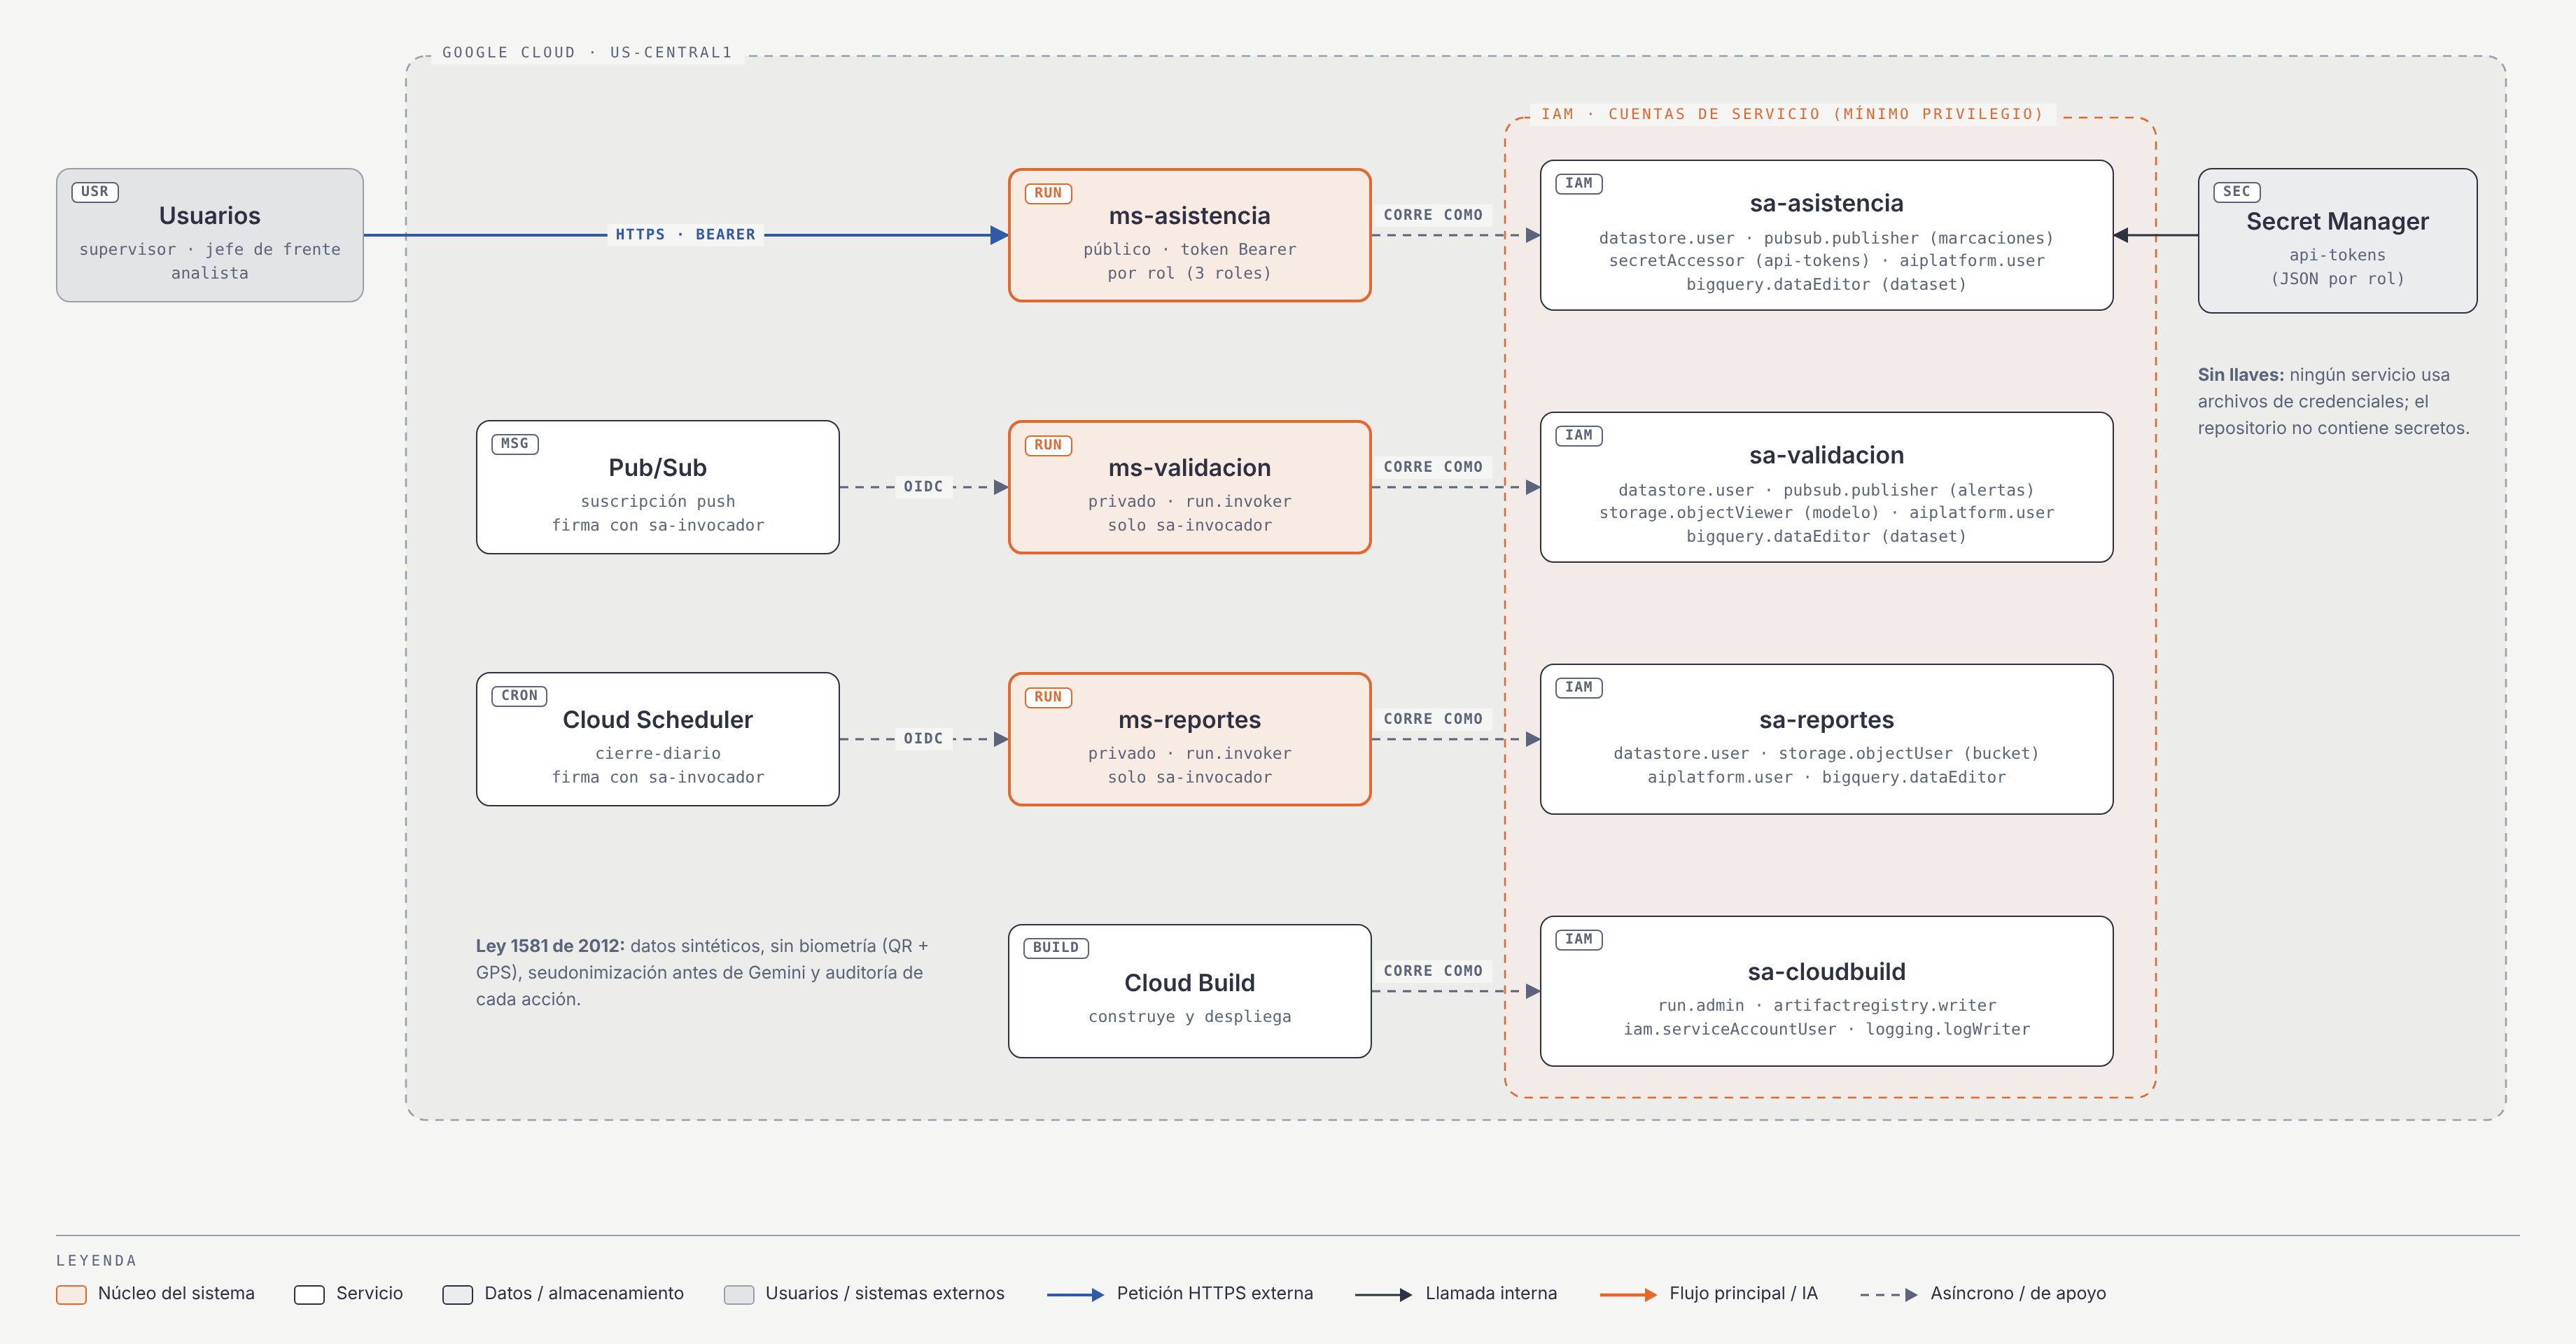 GOOGLE CLOUD · US-CENTRAL1
IAM · CUENTAS DE SERVICIO (MÍNIMO PRIVILEGIO)
USR
Usuarios
supervisor · jefe de frente
analista
HTTPS · BEARER
RUN
ms-asistencia
público · token Bearer
por rol (3 roles)
CORRE COMO
IAM
sa-asistencia
datastore.user · pubsub.publisher (marcaciones)
secretAccessor (api-tokens) · aiplatform.user
bigquery.dataEditor (dataset)
SEC
Secret Manager
api-tokens
(JSON por rol)
Sin llaves: ningún servicio usa
archivos de credenciales; el
repositorio no contiene secretos.
MSG
Pub/Sub
suscripción push
firma con sa-invocador
OIDC
RUN
ms-validacion
privado · run.invoker
solo sa-invocador
CORRE COMO
IAM
sa-validacion
datastore.user · pubsub.publisher (alertas)
storage.objectViewer (modelo) · aiplatform.user
bigquery.dataEditor (dataset)
CRON
Cloud Scheduler
cierre-diario
firma con sa-invocador
OIDC
RUN
ms-reportes
privado · run.invoker
solo sa-invocador
CORRE COMO
IAM
sa-reportes
datastore.user · storage.objectUser (bucket)
aiplatform.user · bigquery.dataEditor
Ley 1581 de 2012: datos sintéticos, sin biometría (QR +
GPS), seudonimización antes de Gemini y auditoría de
cada acción.
BUILD
Cloud Build
construye y despliega
CORRE COMO
IAM
sa-cloudbuild
run.admin · artifactregistry.writer
iam.serviceAccountUser · logging.logWriter
LEYENDA
Núcleo del sistema
Servicio
Datos / almacenamiento
Usuarios / sistemas externos
Petición HTTPS externa
Llamada interna
Flujo principal / IA
Asíncrono / de apoyo